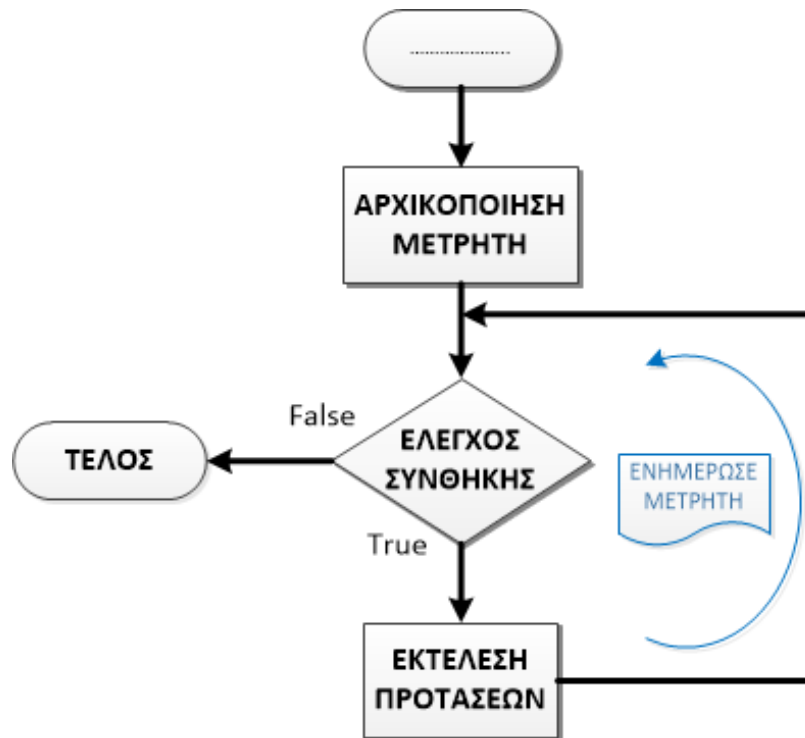 ....................
ΑΡΧΙΚΟΠΟΙΗΣΗ
ΜΕΤΡΗΤΗ
False
ΤΕΛΟΣ
ΕΛΕΓΧΟΣ
ΣΥΝΘΗΚΗΣ
ΕΝΗΜΕΡΩΣΕ
ΜΕΤΡΗΤΗ
True
ΕΚΤΕΛΕΣΗ
ΠΡΟΤΑΣΕΩΝ